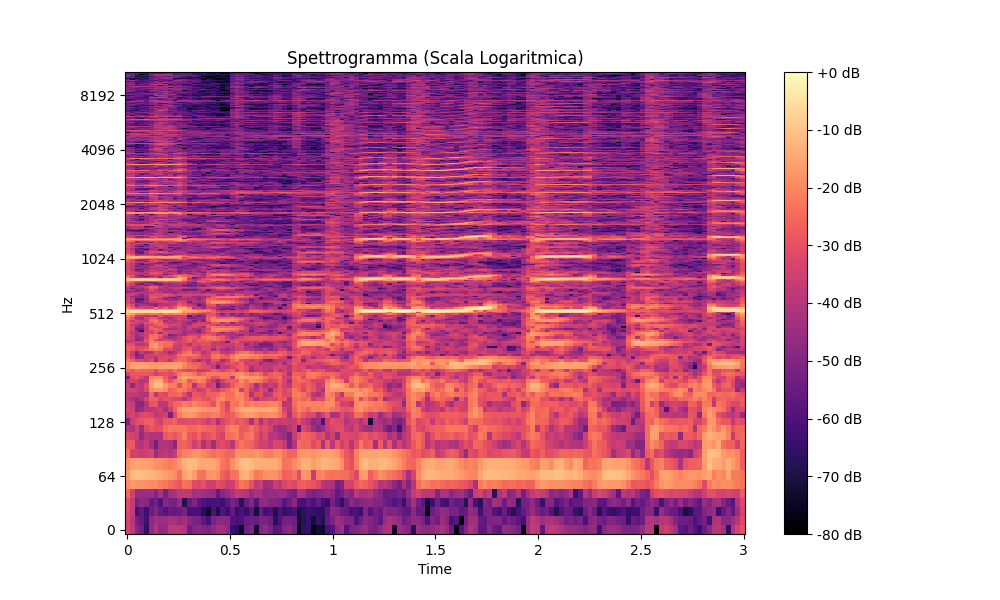 Spettrogramma (Scala Logaritmica)
Hz
8192
4096
2048
1024
512
256
128
64
0
0 0.5 1 1.5 2 2.5 3
Time
+0 dB
-10 dB
-20 dB
-30 dB
-40 dB
-50 dB
-60 dB
-70 dB
-80 dB